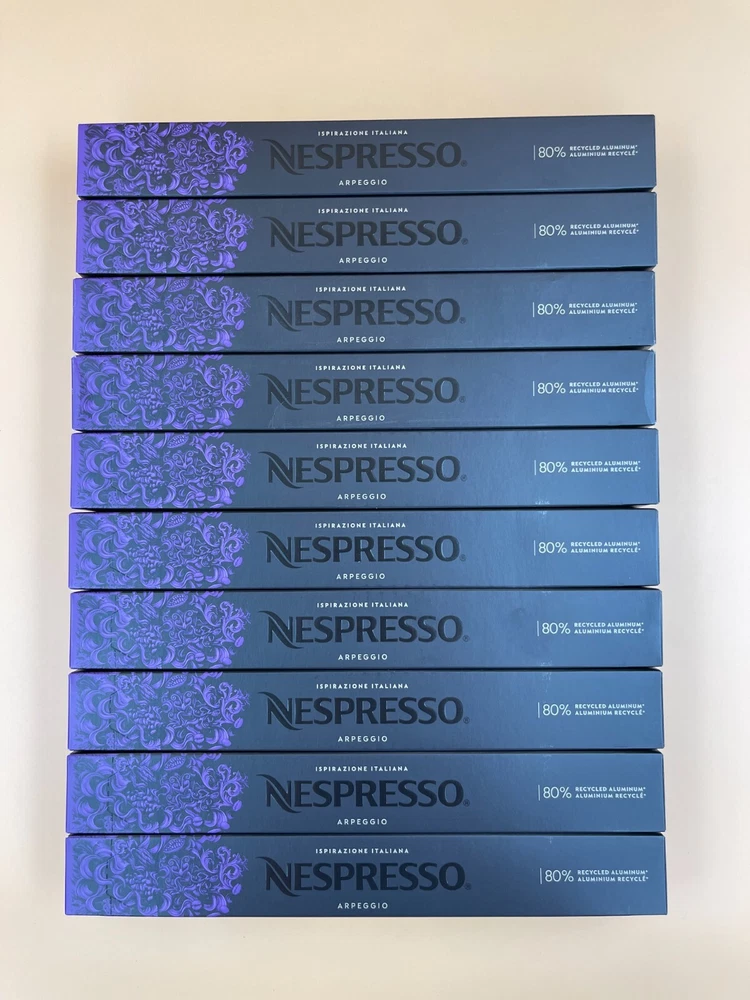 ISPIRAZIONE ITALIANA
NESPRESSO®
ARPEGGIO
80% RECYCLED ALUMINUM*
ALUMINIUM RECYCLÉ*
ISPIRAZIONE ITALIANA
NESPRESSO®
ARPEGGIO
80% RECYCLED ALUMINUM*
ALUMINIUM RECYCLÉ*
ISPIRAZIONE ITALIANA
NESPRESSO®
ARPEGGIO
80% RECYCLED ALUMINUM*
ALUMINIUM RECYCLÉ*
ISPIRAZIONE ITALIANA
NESPRESSO®
ARPEGGIO
80% RECYCLED ALUMINUM*
ALUMINIUM RECYCLÉ*
ISPIRAZIONE ITALIANA
NESPRESSO®
ARPEGGIO
80% RECYCLED ALUMINUM*
ALUMINIUM RECYCLÉ*
ISPIRAZIONE ITALIANA
NESPRESSO®
ARPEGGIO
80% RECYCLED ALUMINUM*
ALUMINIUM RECYCLÉ*
ISPIRAZIONE ITALIANA
NESPRESSO®
ARPEGGIO
80% RECYCLED ALUMINUM*
ALUMINIUM RECYCLÉ*
ISPIRAZIONE ITALIANA
NESPRESSO®
ARPEGGIO
80% RECYCLED ALUMINUM*
ALUMINIUM RECYCLÉ*
ISPIRAZIONE ITALIANA
NESPRESSO®
ARPEGGIO
80% RECYCLED ALUMINUM*
ALUMINIUM RECYCLÉ*
ISPIRAZIONE ITALIANA
NESPRESSO®
ARPEGGIO
80% RECYCLED ALUMINUM*
ALUMINIUM RECYCLÉ*